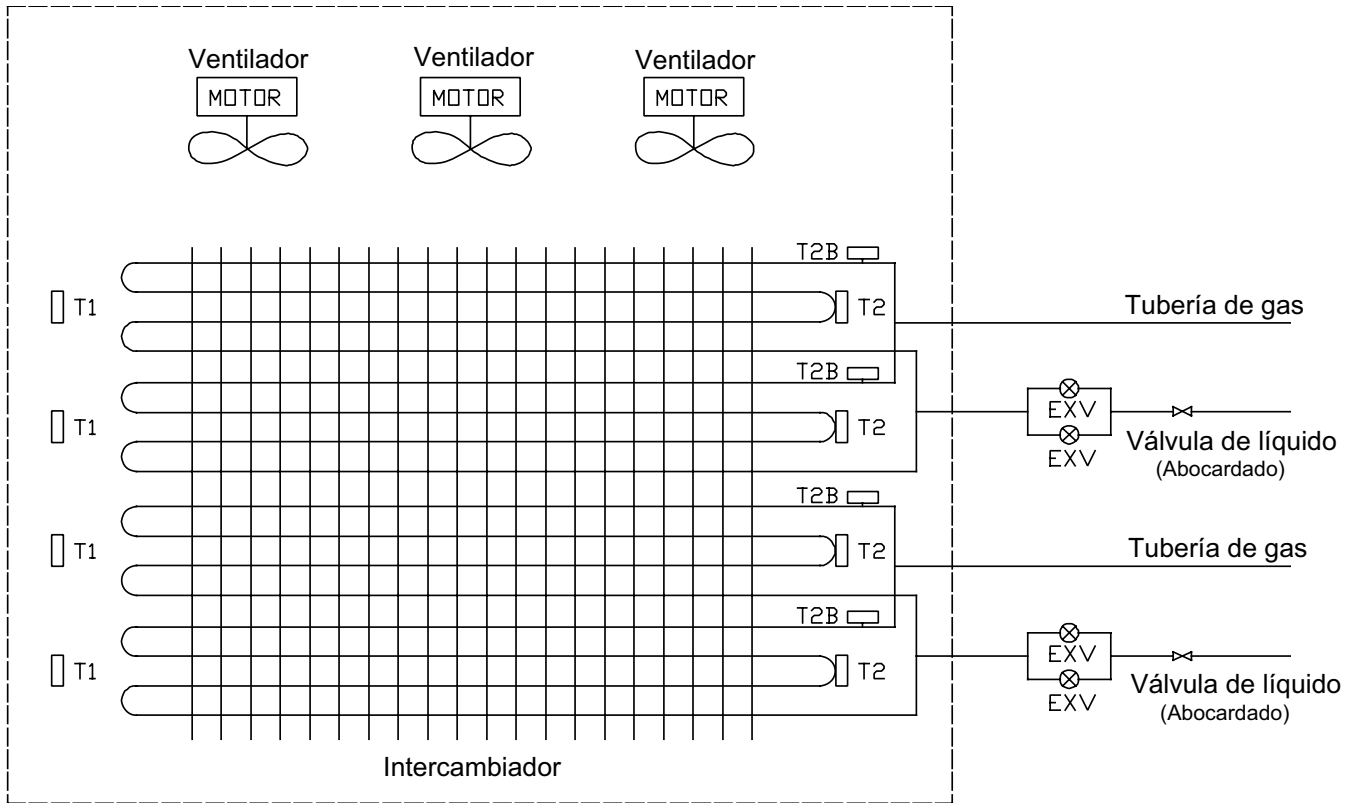 Ventilador
Ventilador
Ventilador
MOTOR
MOTOR
MOTOR
T2B
T1
T2
Tubería de gas
T2B
EXV
T1
T2
EXV
Válvula de líquido
(Abocardado)
T2B
T1
T2
Tubería de gas
T2B
EXV
T1
T2
EXV
Válvula de líquido
(Abocardado)
Intercambiador